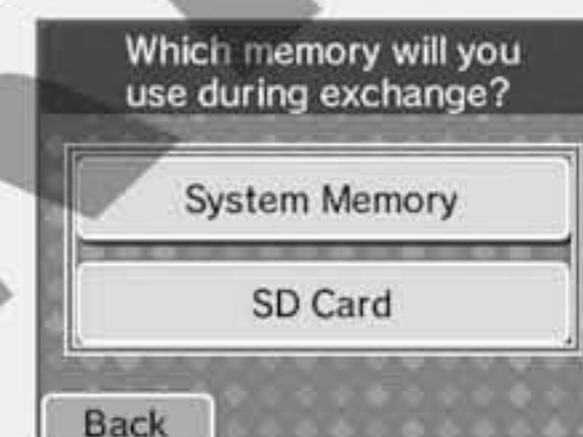 Which memory will you
use during exchange?
System Memory
SD Card
Back